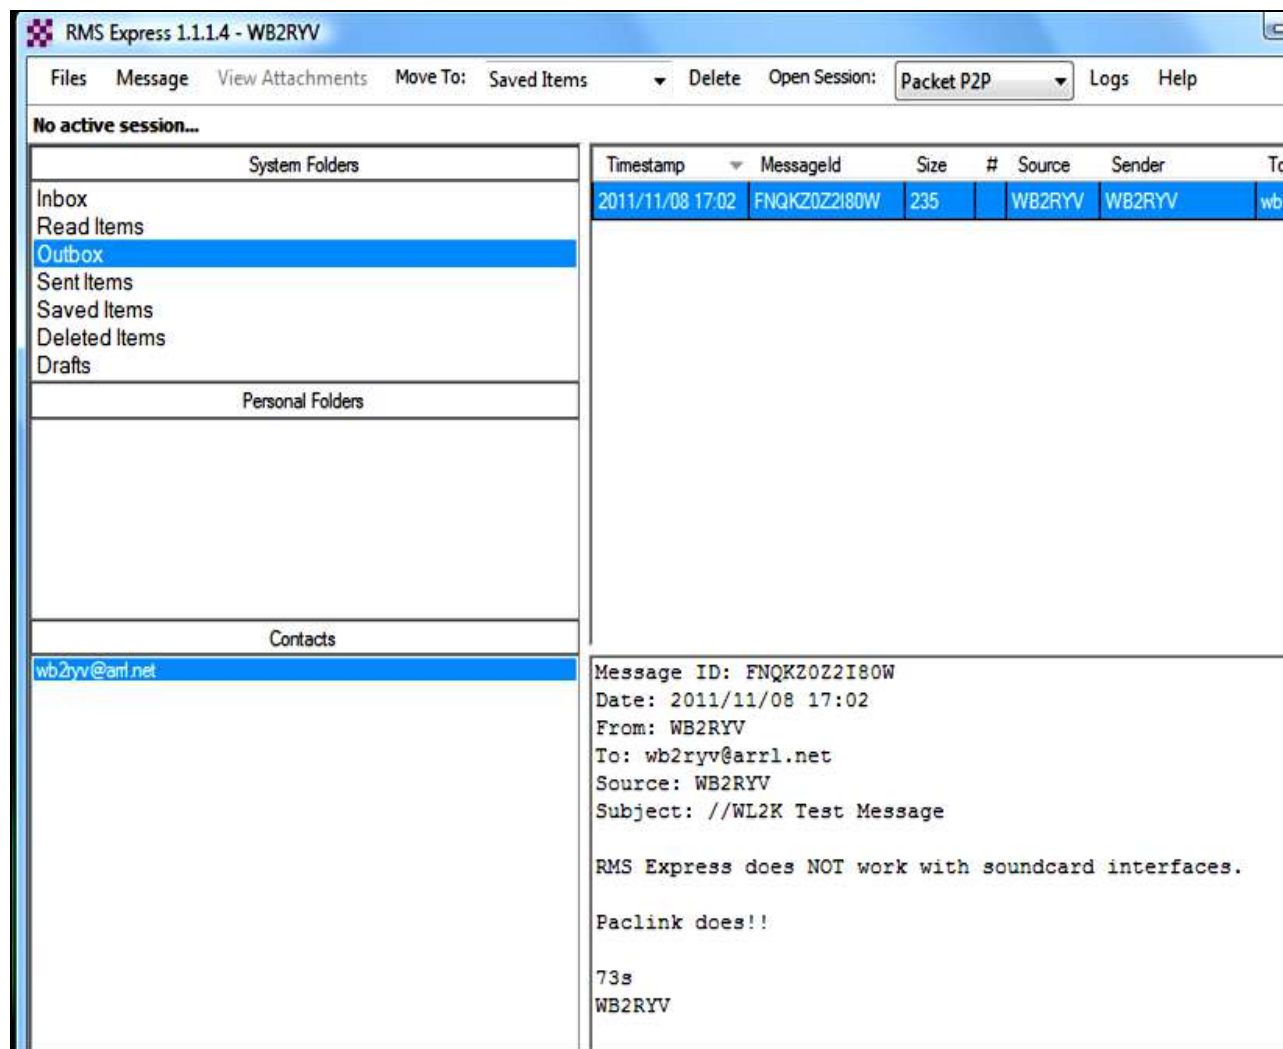 RMS Express 1.1.1.4 - WB2RYV
Files Message View Attachments Move To: Saved Items Delete Open Session: Packet P2P Logs Help
No active session...
System Folders
Inbox
Read Items
Outbox
Sent Items
Saved Items
Deleted Items
Drafts
Personal Folders
Contacts
wb2ryv@arrl.net
Timestamp MessageId Size # Source Sender To
2011/11/08 17:02 FNQKZ0Z2I80W 235 WB2RYV WB2RYV wb
Message ID: FNQKZ0Z2I80W
Date: 2011/11/08 17:02
From: WB2RYV
To: wb2ryv@arrl.net
Source: WB2RYV
Subject: //WL2K Test Message
RMS Express does NOT work with soundcard interfaces.
Paclink does!!
73s
WB2RYV